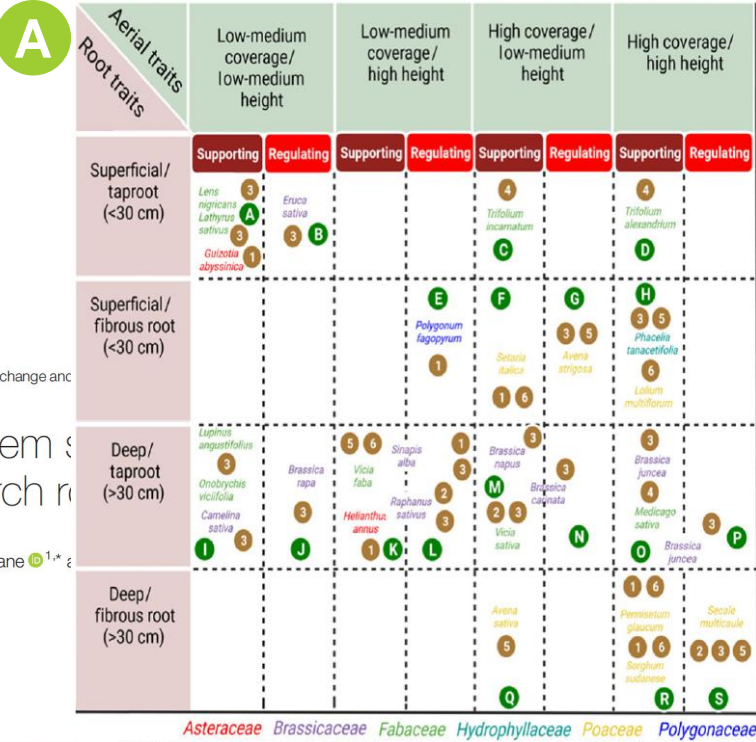 A
Aerial traits
Root traits
Low-medium
coverage/
low-medium
height
Low-medium
coverage/
high height
High coverage/
low-medium
height
High coverage/
high height
Supporting Regulating Supporting Regulating Supporting Regulating Supporting Regulating
Superficial/
taproot
(<30 cm)
Lens
nigricans
3
A
Lathyrus
sativus
3
Guizotia
abyssinica
1
Eruca
sativa
3 B
4
Trifolium
incarnatum
C
4
Trifolium
alexandrium
D
Superficial/
fibrous root
(<30 cm)
E
Polygonum
fagopyrum
1
F
Setaria
italica
1 6
G
3 5
Avena
strigosa
H
3 5
Phacelia
tanacetifolia
6
Lolium
multiflorum
change and
em s
rch r
ane iD 1,* a
Deep/
taproot
(>30 cm)
Lupinus
angustifolius
3
Onobrychis
viciifolia
Camelina
sativa
3
I
Brassica
rapa
3
J
5 6
Vicia
faba
Helianthu
annus
1 K
Sinapis
alba
1
3
2
Raphanus
sativus
3
L
3
Brassica
napus
M
2 3
Vicia
sativa
3
Brassica
carinata
N
3
Brassica
juncea
4
Medicago
sativa
O
3
P
Brassica
juncea
Deep/
fibrous root
(>30 cm)
Avena
sativa
5
Q
1 6
Pennisetum
glaucum
1 6
Sorghum
sudanese
R
Secale
multicaule
2 3 5
S
Asteraceae Brassicaceae Fabaceae Hydrophyllaceae Poaceae Polygonaceae